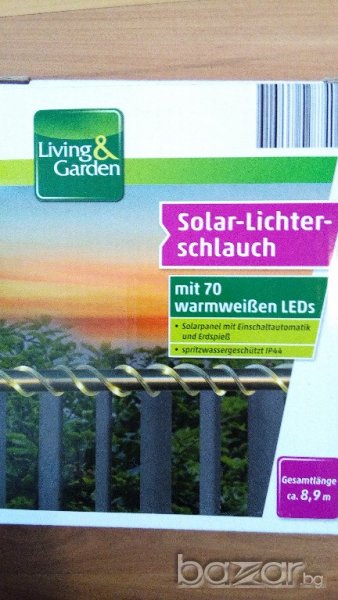 Living &
Garden
Solar-Lichter-
schlauch
mit 70
warmweißen LEDs
• Solarpanel mit Einschaltautomatik
und Erdspieß
• spritzwassergeschützt IP44
Gesamtlänge
ca. 8,9 m
bazar.bg